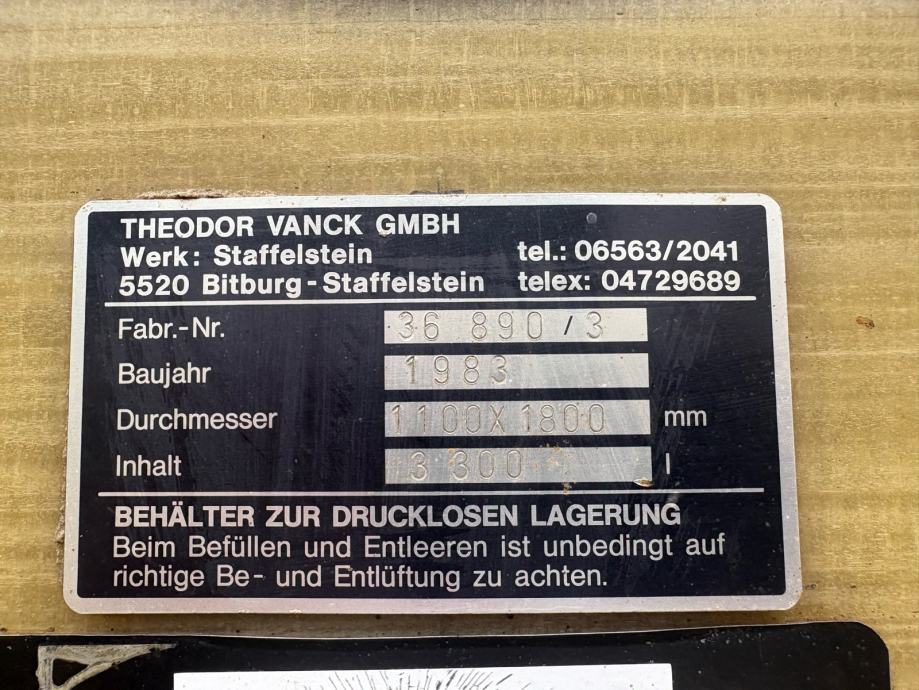 THEODOR VANCK GMBH
Werk: Staffelstein tel.: 06563/2041
5520 Bitburg-Staffelstein telex: 04729689
Fabr.-Nr. 36 890/3
Baujahr 1983
Durchmesser 1100X1800 mm
Inhalt 3 300 l
BEHÄLTER ZUR DRUCKLOSEN LAGERUNG
Beim Befüllen und Entleeren ist unbedingt auf
richtige Be- und Entlüftung zu achten.